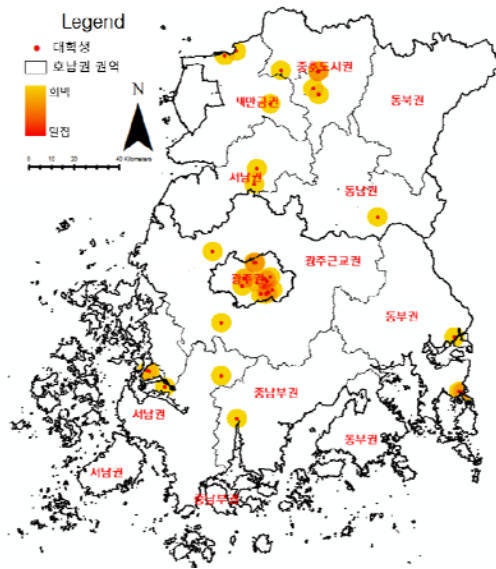 Legend
대학생
호남권 권역
희박
밀집
N
0 5 10 20 30 40 Kilometers
중추도시권
새만금권
동북권
서남권
동남권
광주권
광주근교권
동부권
중남부권
서남권
동부권
서남권
중남부권